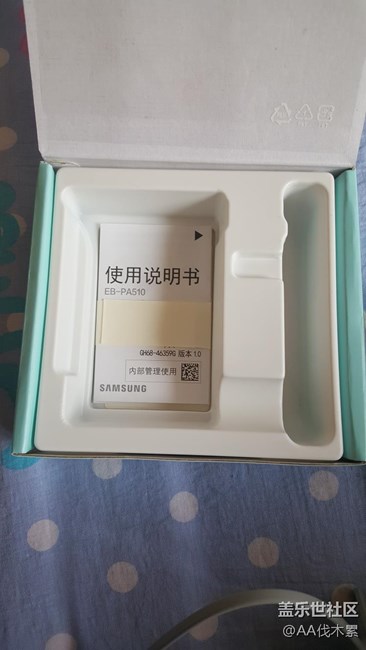 使用说明书
EB-PA510
GH68-46359G 版本 1.0
内部管理使用
SAMSUNG
盖乐世社区
@AA伐木累